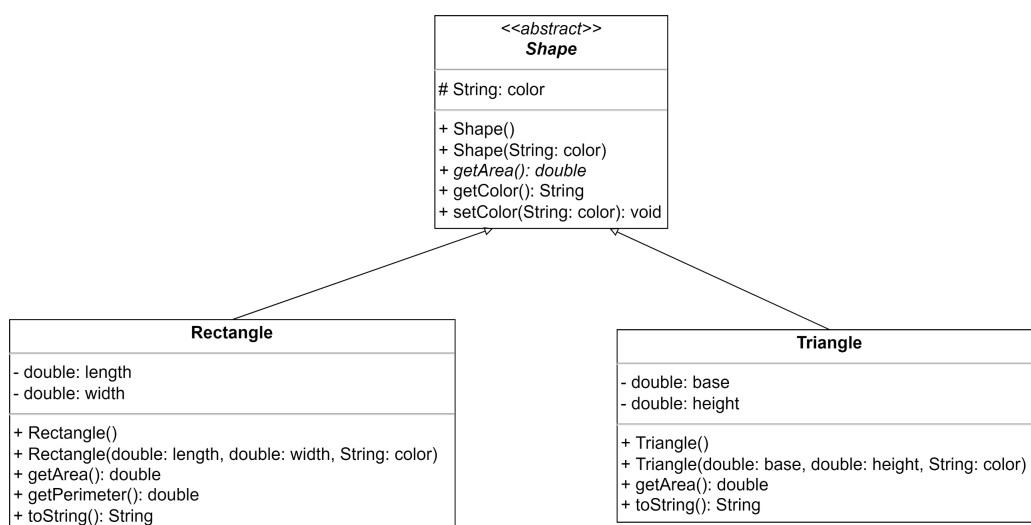 <<abstract>>
Shape
# String: color
+ Shape()
+ Shape(String: color)
+ getArea(): double
+ getColor(): String
+ setColor(String: color): void
Rectangle
- double: length
- double: width
+ Rectangle()
+ Rectangle(double: length, double: width, String: color)
+ getArea(): double
+ getPerimeter(): double
+ toString(): String
Triangle
- double: base
- double: height
+ Triangle()
+ Triangle(double: base, double: height, String: color)
+ getArea(): double
+ toString(): String